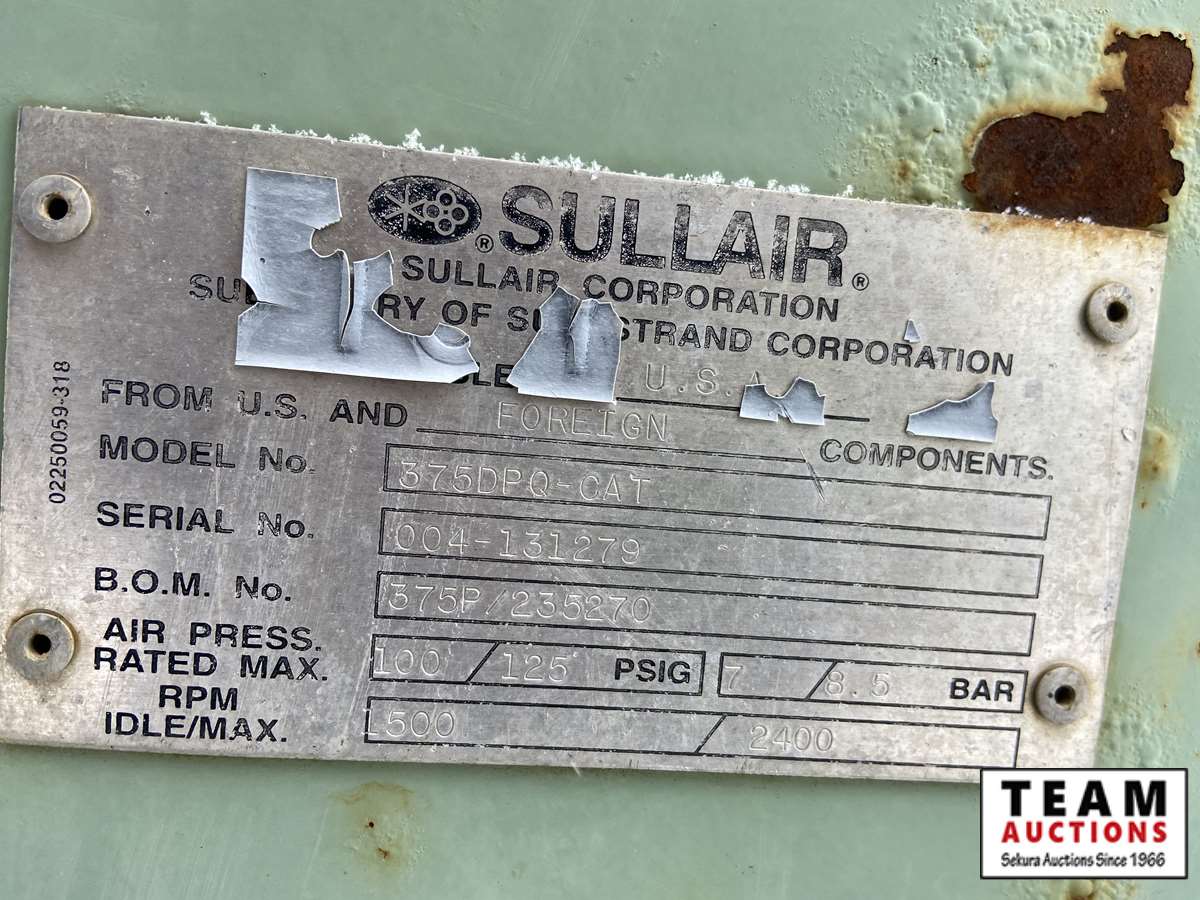 ® SULLAIR®
SULLAIR CORPORATION
OF STRAND CORPORATION
U.S.A
FROM U.S. AND FOREIGN COMPONENTS.
MODEL No. 375DPQ-CAT
SERIAL No. 004-131279
B.O.M. No. 375P/235270
AIR PRESS.
RATED MAX. 100 / 125 PSIG 7 / 8.5 BAR
RPM
IDLE/MAX. 1500 / 2400
02250059-318
TEAM
AUCTIONS
Sekura Auctions Since 1966